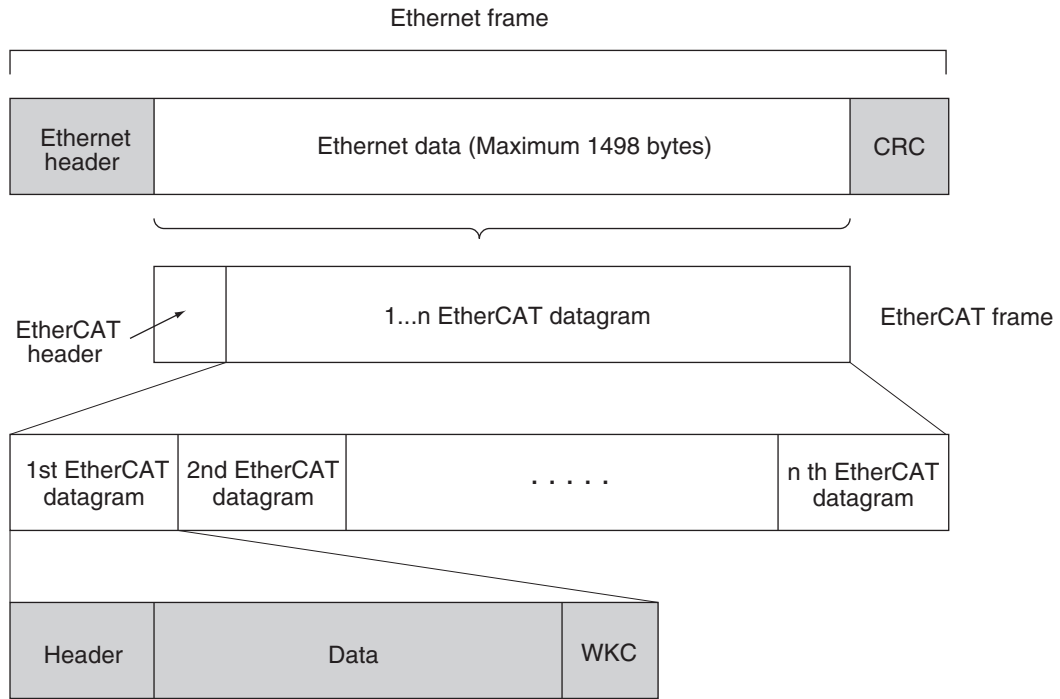 Ethernet frame
Ethernet
header
Ethernet data (Maximum 1498 bytes)
CRC
EtherCAT
header
1...n EtherCAT datagram
EtherCAT frame
1st EtherCAT
datagram
2nd EtherCAT
datagram
. . . . .
n th EtherCAT
datagram
Header
Data
WKC